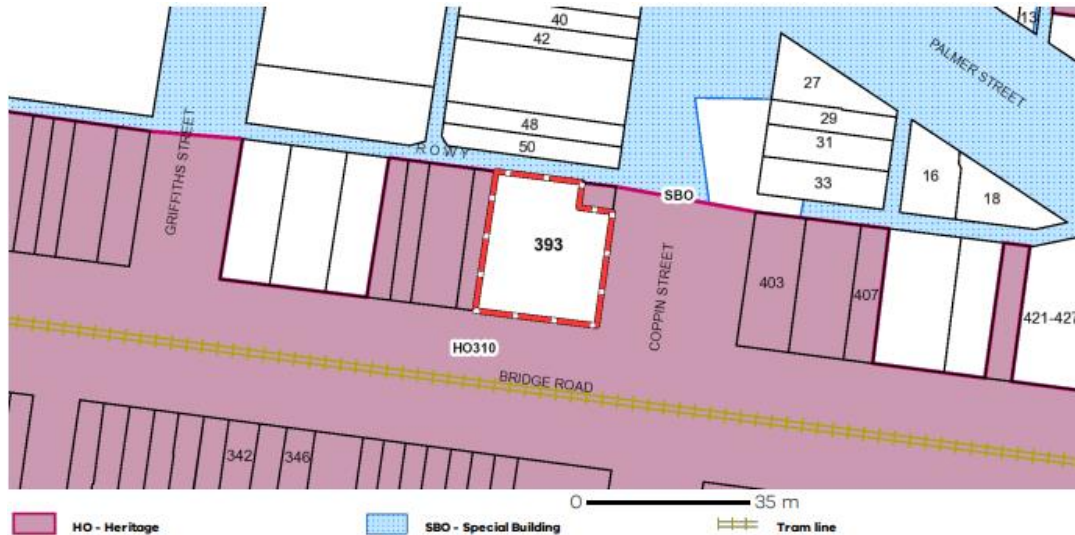 40
42
48
50
ROWY
GRIFFITHS STREET
13
PALMER STREET
27
29
31
33
16
18
SBO
393
COPPIN STREET
403
407
421-427
HO310
BRIDGE ROAD
342
346
0 35 m
HO - Heritage
SBO - Special Building
Tram line